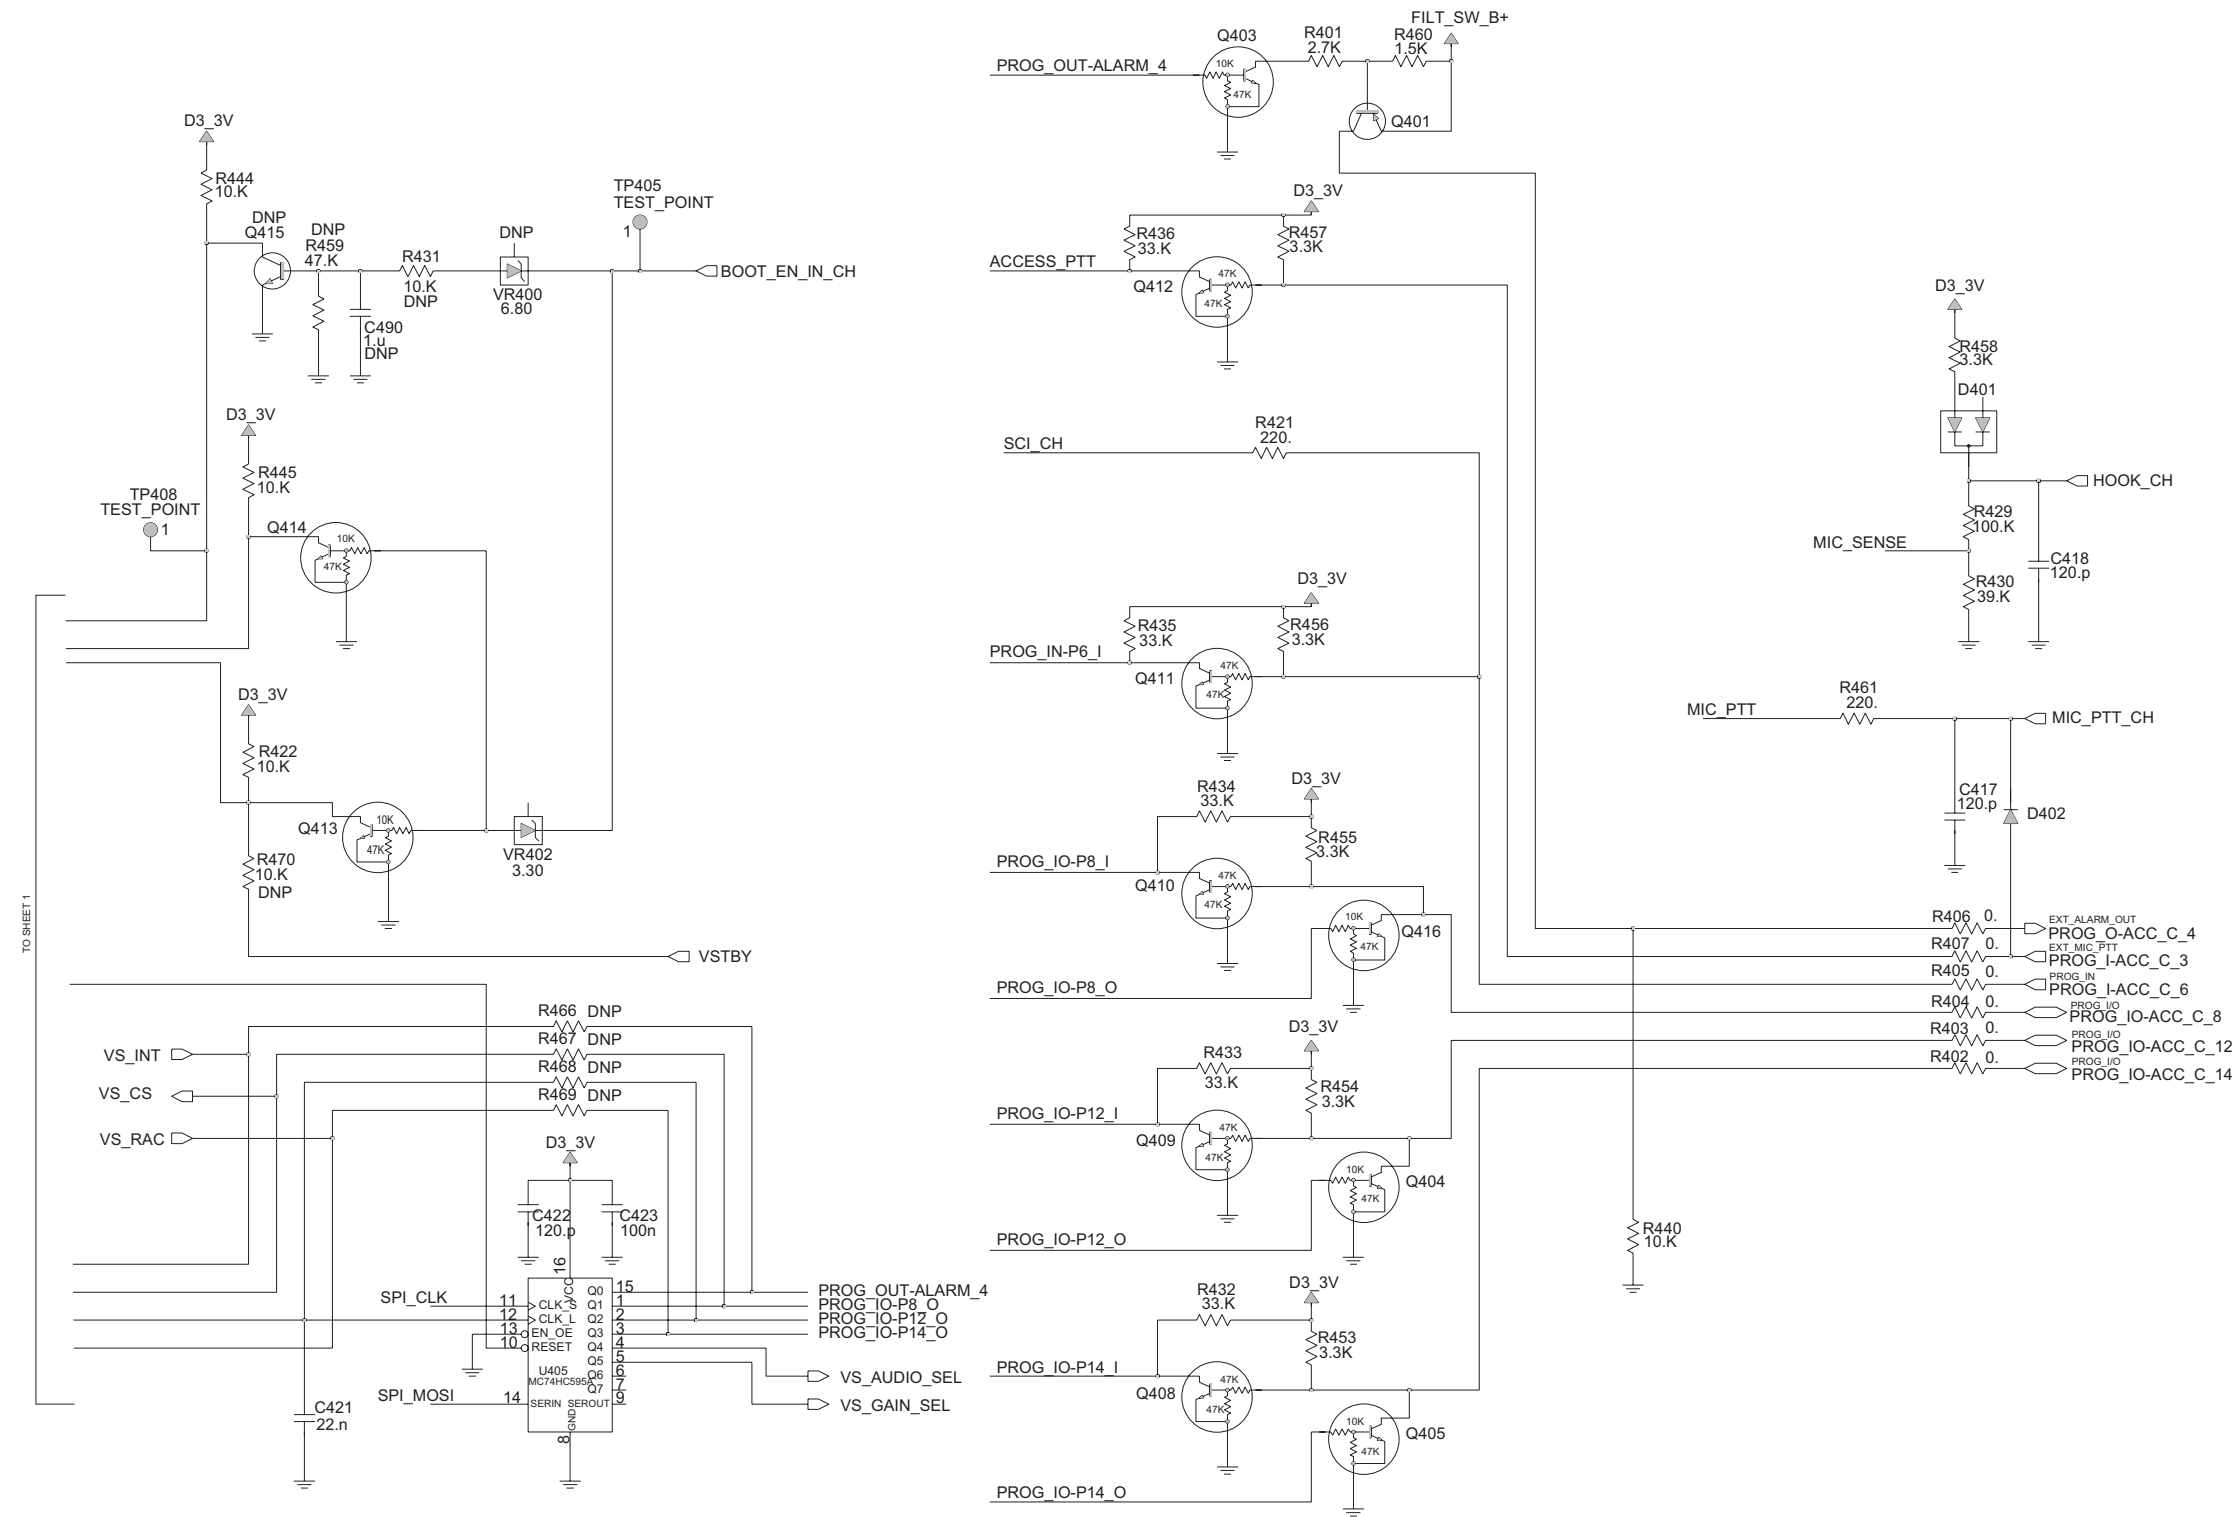 FILT_SW_B+
Q403
R401
2.7K
R460
1.5K
PROG_OUT-ALARM_4
10K
47K
Q401
D3_3V
R444
10.K
DNP
Q415
DNP
R459
47.K
R431
10.K
DNP
DNP
VR400
6.80
TP405
TEST_POINT
1
BOOT_EN_IN_CH
C490
1.u
DNP
D3_3V
R436
33.K
R457
3.3K
ACCESS_PTT
Q412
47K
47K
D3_3V
R458
3.3K
D401
SCI_CH
R421
220.
HOOK_CH
D3_3V
R445
10.K
TP408
TEST_POINT
1
Q414
10K
47K
R429
100.K
MIC_SENSE
C418
120.p
R430
39.K
D3_3V
R435
33.K
R456
3.3K
PROG_IN-P6_I
Q411
47K
47K
D3_3V
R422
10.K
R461
220.
MIC_PTT
MIC_PTT_CH
C417
120.p
D402
D3_3V
R434
33.K
R455
3.3K
Q413
10K
47K
VR402
3.30
R470
10.K
DNP
PROG_IO-P8_I
Q410
47K
47K
10K
47K
Q416
VSTBY
PROG_IO-P8_O
TO SHEET 1
R406 0.
EXT_ALARM_OUT
PROG_O-ACC_C_4
R407 0.
EXT_MIC_PTT
PROG_I-ACC_C_3
R405 0.
PROG_IN
PROG_I-ACC_C_6
R404 0.
PROG_I/O
PROG_IO-ACC_C_8
R403 0.
PROG_I/O
PROG_IO-ACC_C_12
R402 0.
PROG_I/O
PROG_IO-ACC_C_14
R466 DNP
R467 DNP
R468 DNP
R469 DNP
VS_INT
VS_CS
VS_RAC
D3_3V
R433
33.K
R454
3.3K
PROG_IO-P12_I
Q409
47K
47K
10K
47K
Q404
PROG_IO-P12_O
R440
10.K
D3_3V
C422
120.p
C423
100n
16
VCC
SPI_CLK
11
CLK_S
12
CLK_L
13
EN_OE
10
RESET
U405
MC74HC595A
SPI_MOSI
14
SERIN
SEROUT
9
8
GND
Q0
15
PROG_OUT-ALARM_4
Q1
1
PROG_IO-P8_O
Q2
2
PROG_IO-P12_O
Q3
3
PROG_IO-P14_O
Q4
4
Q5
5
Q6
6
Q7
7
VS_AUDIO_SEL
VS_GAIN_SEL
C421
22.n
D3_3V
R432
33.K
R453
3.3K
PROG_IO-P14_I
Q408
47K
47K
10K
47K
Q405
PROG_IO-P14_O